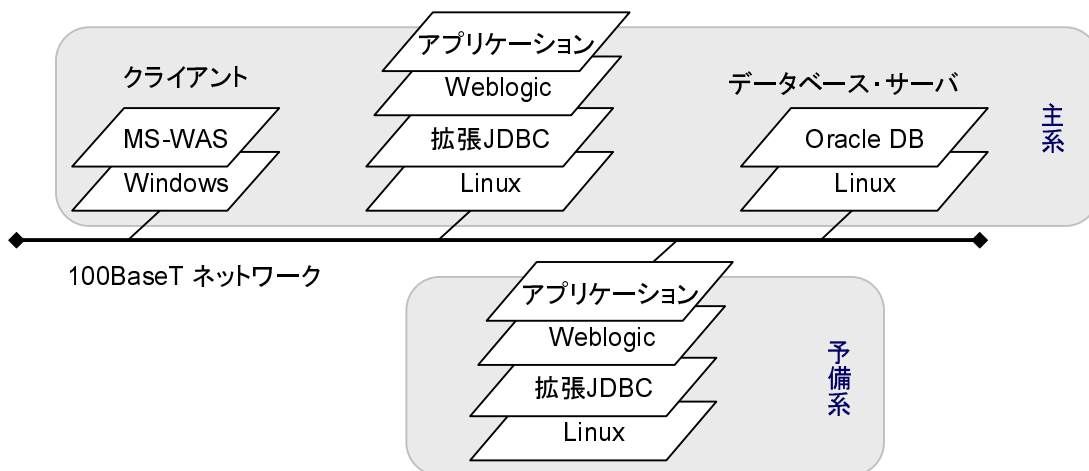 アプリケーション
クライアント
Weblogic
データベース・サーバ
MS-WAS
拡張JDBC
Oracle DB
主系
Windows
Linux
Linux
100BaseT ネットワーク
アプリケーション
Weblogic
予備系
拡張JDBC
Linux